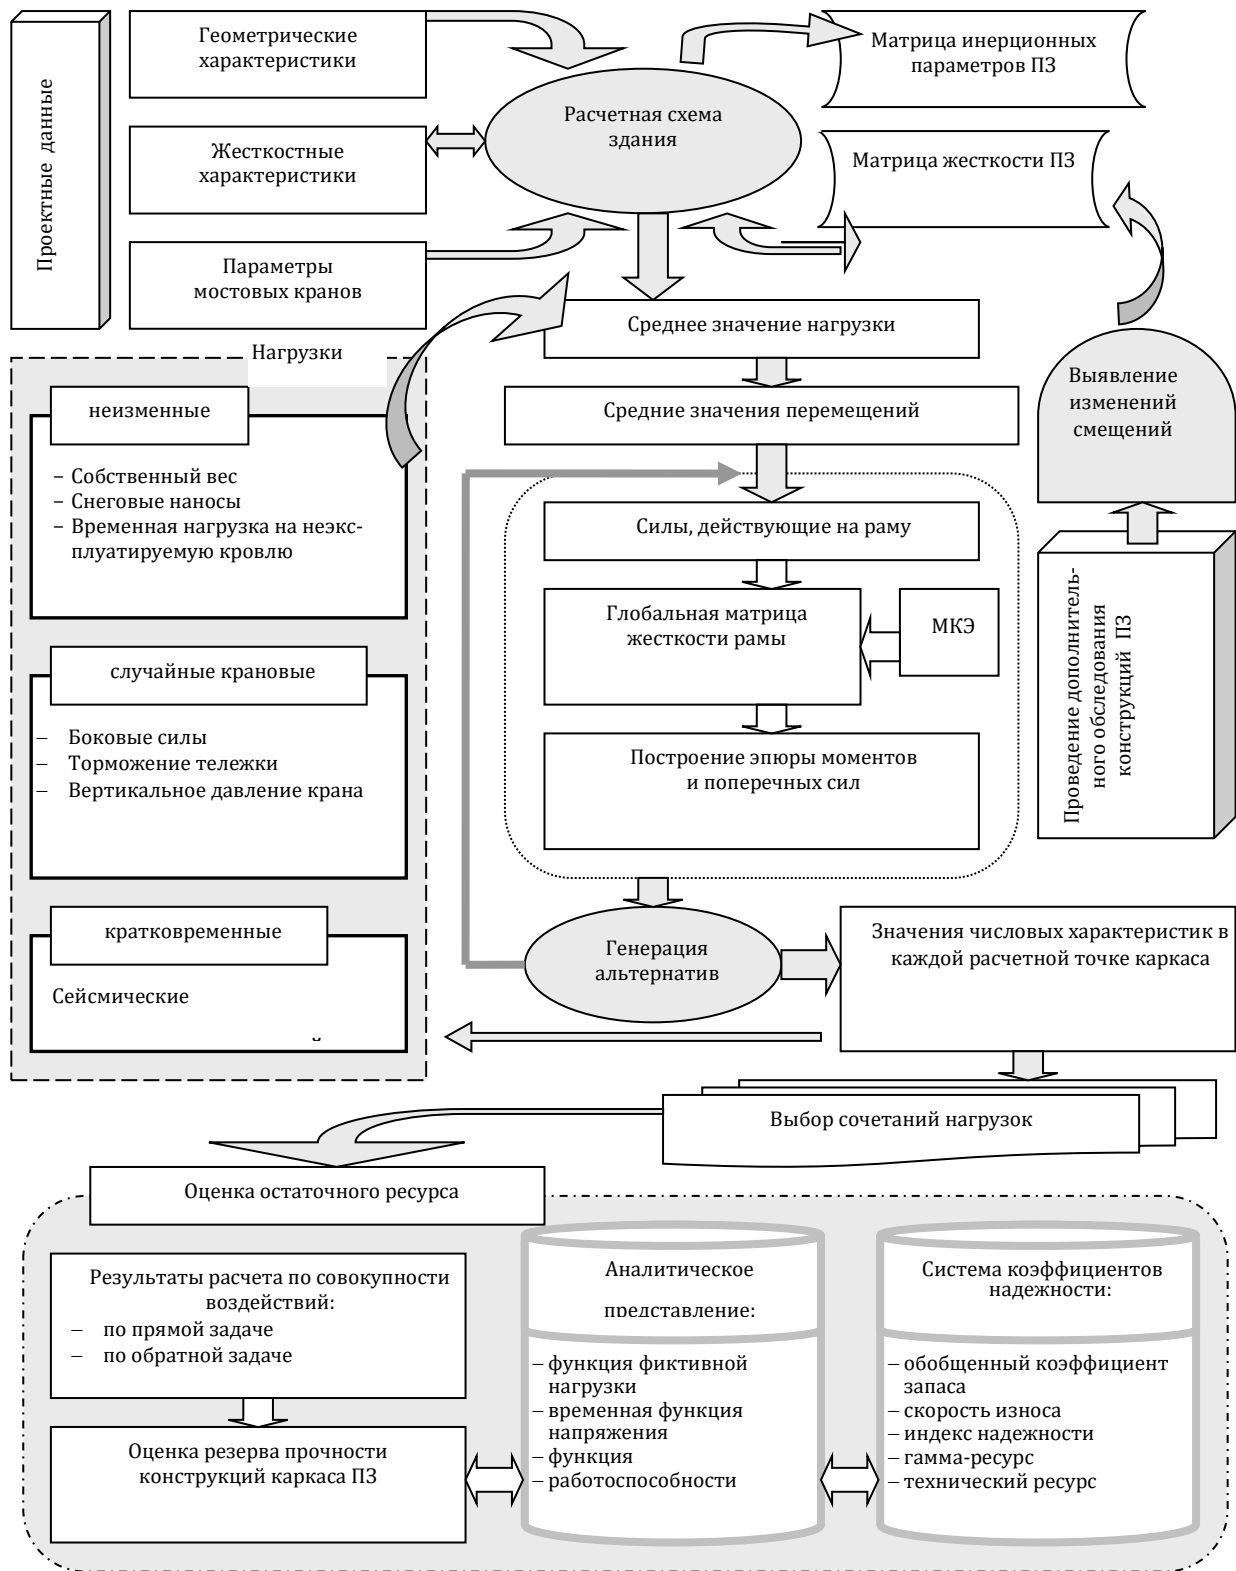 Проектные данные
Геометрические
характеристики
Жесткостные
характеристики
Параметры
мостовых кранов
Расчетная схема
здания
Матрица инерционных
параметров ПЗ
Матрица жесткости ПЗ
Среднее значение нагрузки
Средние значения перемещений
Выявление
изменений
смещений
Нагрузки
неизменные
– Собственный вес
– Снеговые наносы
– Временная нагрузка на неэкс-
плуатируемую кровлю
случайные крановые
– Боковые силы
– Торможение тележки
– Вертикальное давление крана
кратковременные
Сейсмические
Силы, действующие на раму
Глобальная матрица
жесткости рамы
МКЭ
Построение эпюры моментов
и поперечных сил
Проведение дополнитель-
ного обследования
конструкций ПЗ
Генерация
альтернатив
Значения числовых характеристик в
каждой расчетной точке каркаса
Выбор сочетаний нагрузок
Оценка остаточного ресурса
Результаты расчета по совокупности
воздействий:
– по прямой задаче
– по обратной задаче
Оценка резерва прочности
конструкций каркаса ПЗ
Аналитическое
представление:
– функция фиктивной
нагрузки
– временная функция
напряжения
– функция
– работоспособности
Система коэффициентов
надежности:
– обобщенный коэффициент
запаса
– скорость износа
– индекс надежности
– гамма-ресурс
– технический ресурс